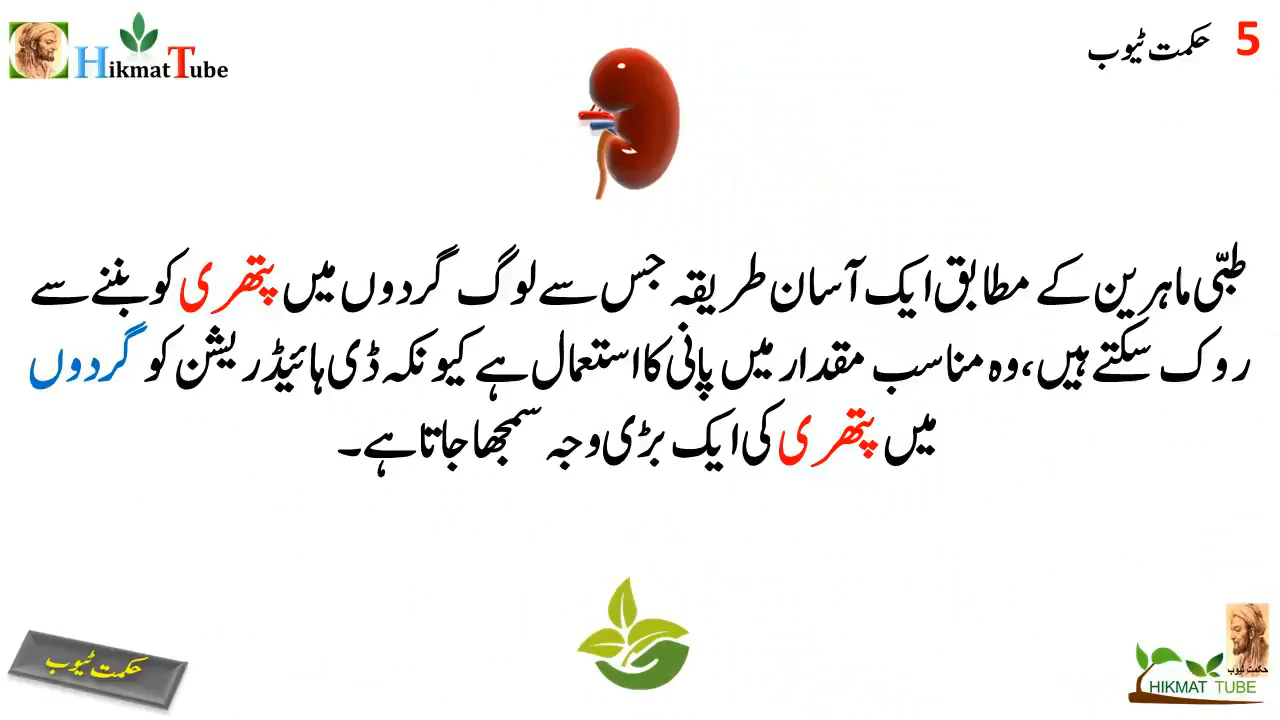 Hikmat Tube
حکمت ٹیوب 5
طبّی ماہرین کے مطابق ایک آسان طریقہ جس سے لوگ گردوں میں پتھری کو بننے سے
روک سکتے ہیں، وہ مناسب مقدار میں پانی کا استعمال ہے کیونکہ ڈی ہائیڈریشن کو گردوں
میں پتھری کی ایک بڑی وجہ سمجھا جاتا ہے۔
حکمت ٹیوب
حکمت ٹیوب
HIKMAT TUBE